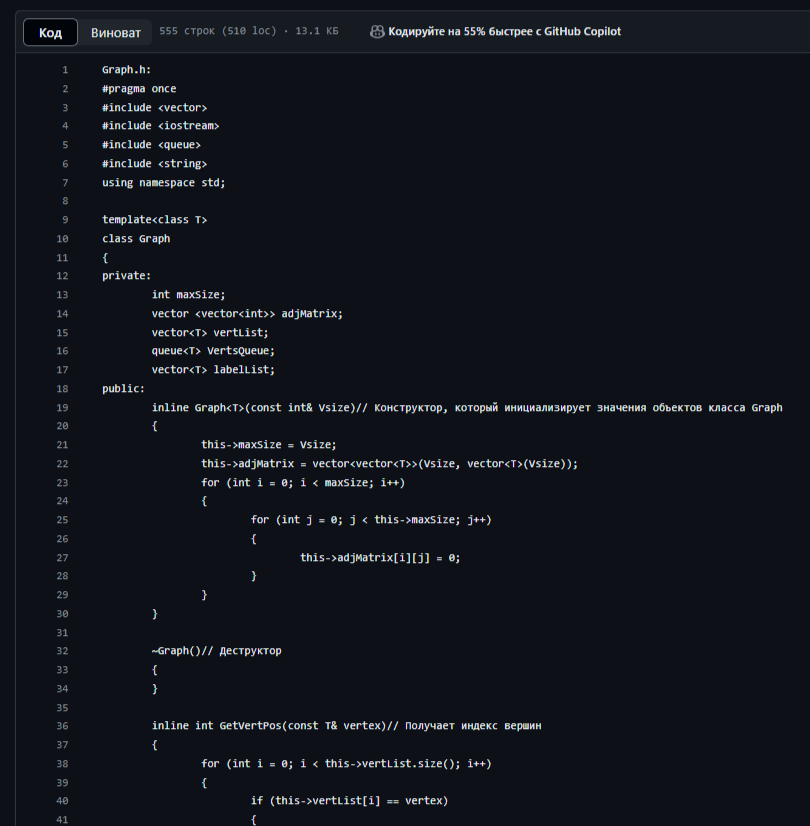 Код Виноват 555 строк (510 loc) · 13.1 КБ Кодируйте на 55% быстрее с GitHub Copilot
1 Graph.h:
2 #pragma once
3 #include <vector>
4 #include <iostream>
5 #include <queue>
6 #include <string>
7 using namespace std;
8
9 template<class T>
10 class Graph
11 {
12 private:
13 int maxSize;
14 vector <vector<int>> adjMatrix;
15 vector<T> vertList;
16 queue<T> VertsQueue;
17 vector<T> labelList;
18 public:
19 inline Graph<T>(const int& Vsize)// Конструктор, который инициализирует значения объектов класса Graph
20 {
21 this->maxSize = Vsize;
22 this->adjMatrix = vector<vector<T>>(Vsize, vector<T>(Vsize));
23 for (int i = 0; i < maxSize; i++)
24 {
25 for (int j = 0; j < this->maxSize; j++)
26 {
27 this->adjMatrix[i][j] = 0;
28 }
29 }
30 }
31
32 ~Graph()// Деструктор
33 {
34 }
35
36 inline int GetVertPos(const T& vertex)// Получает индекс вершин
37 {
38 for (int i = 0; i < this->vertList.size(); i++)
39 {
40 if (this->vertList[i] == vertex)
41 {